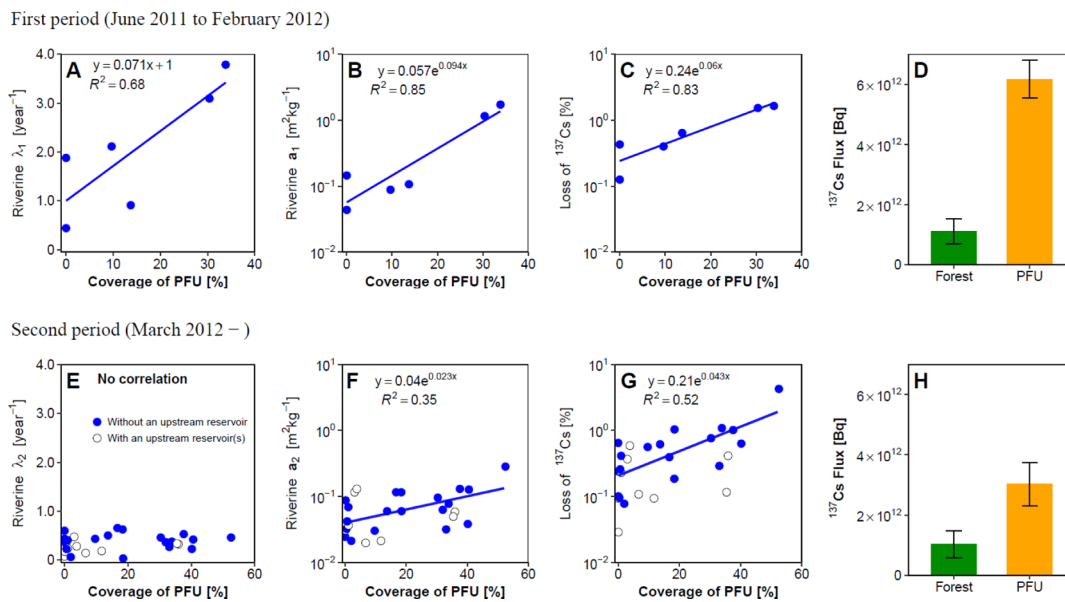 First period (June 2011 to February 2012)
A
y = 0.071x + 1
R² = 0.68
Riverine λ₁ [year⁻¹]
4.0
3.0
2.0
1.0
0
0 10 20 30 40
Coverage of PFU [%]
B
y = 0.057e^0.094x
R² = 0.85
Riverine a₁ [m²kg⁻¹]
10¹
10⁰
10⁻¹
10⁻²
0 10 20 30 40
Coverage of PFU [%]
C
y = 0.24e^0.06x
R² = 0.83
Loss of ¹³⁷Cs [%]
10¹
10⁰
10⁻¹
10⁻²
0 10 20 30 40
Coverage of PFU [%]
D
¹³⁷Cs Flux [Bq]
6×10¹²
4×10¹²
2×10¹²
0
Forest PFU
Second period (March 2012 − )
E
No correlation
Without an upstream reservoir
With an upstream reservoir(s)
Riverine λ₂ [year⁻¹]
4.0
3.0
2.0
1.0
0
0 20 40 60
Coverage of PFU [%]
F
y = 0.04e^0.023x
R² = 0.35
Riverine a₂ [m²kg⁻¹]
10¹
10⁰
10⁻¹
10⁻²
0 20 40 60
Coverage of PFU [%]
G
y = 0.21e^0.043x
R² = 0.52
Loss of ¹³⁷Cs [%]
10¹
10⁰
10⁻¹
10⁻²
0 20 40 60
Coverage of PFU [%]
H
¹³⁷Cs Flux [Bq]
6×10¹²
4×10¹²
2×10¹²
0
Forest PFU